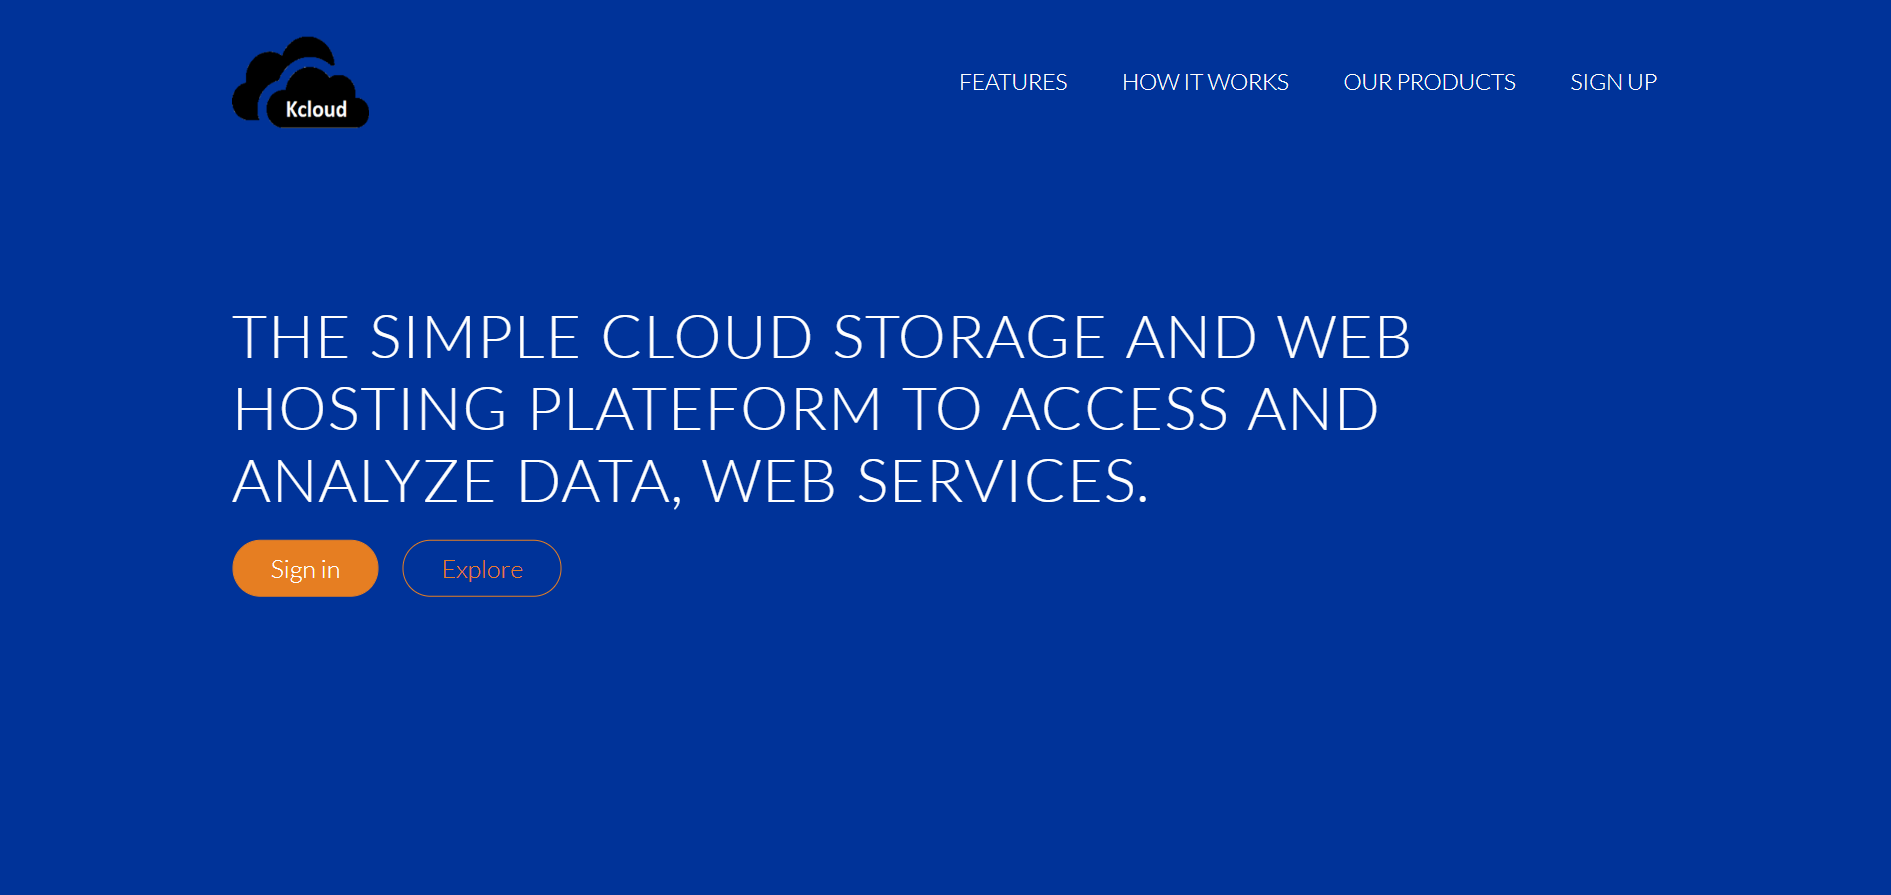 Kcloud
FEATURES
HOW IT WORKS
OUR PRODUCTS
SIGN UP
THE SIMPLE CLOUD STORAGE AND WEB
HOSTING PLATEFORM TO ACCESS AND
ANALYZE DATA, WEB SERVICES.
Sign in
Explore